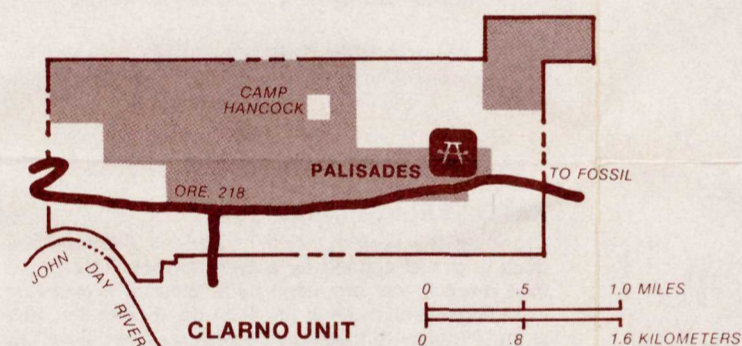 CAMP
HANCOCK
PALISADES
ORE. 218
TO FOSSIL
JOHN DAY RIVER
CLARNO UNIT
0 .5 1.0 MILES
0 .8 1.6 KILOMETERS